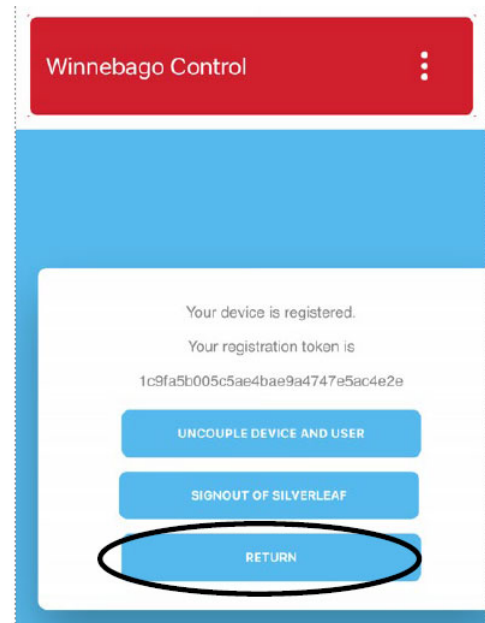 Winnebago Control
Your device is registered.
Your registration token is
1c9fa5b005c5ae4bae9a4747e5ac4e2e
UNCOUPLE DEVICE AND USER
SIGNOUT OF SILVERLEAF
RETURN